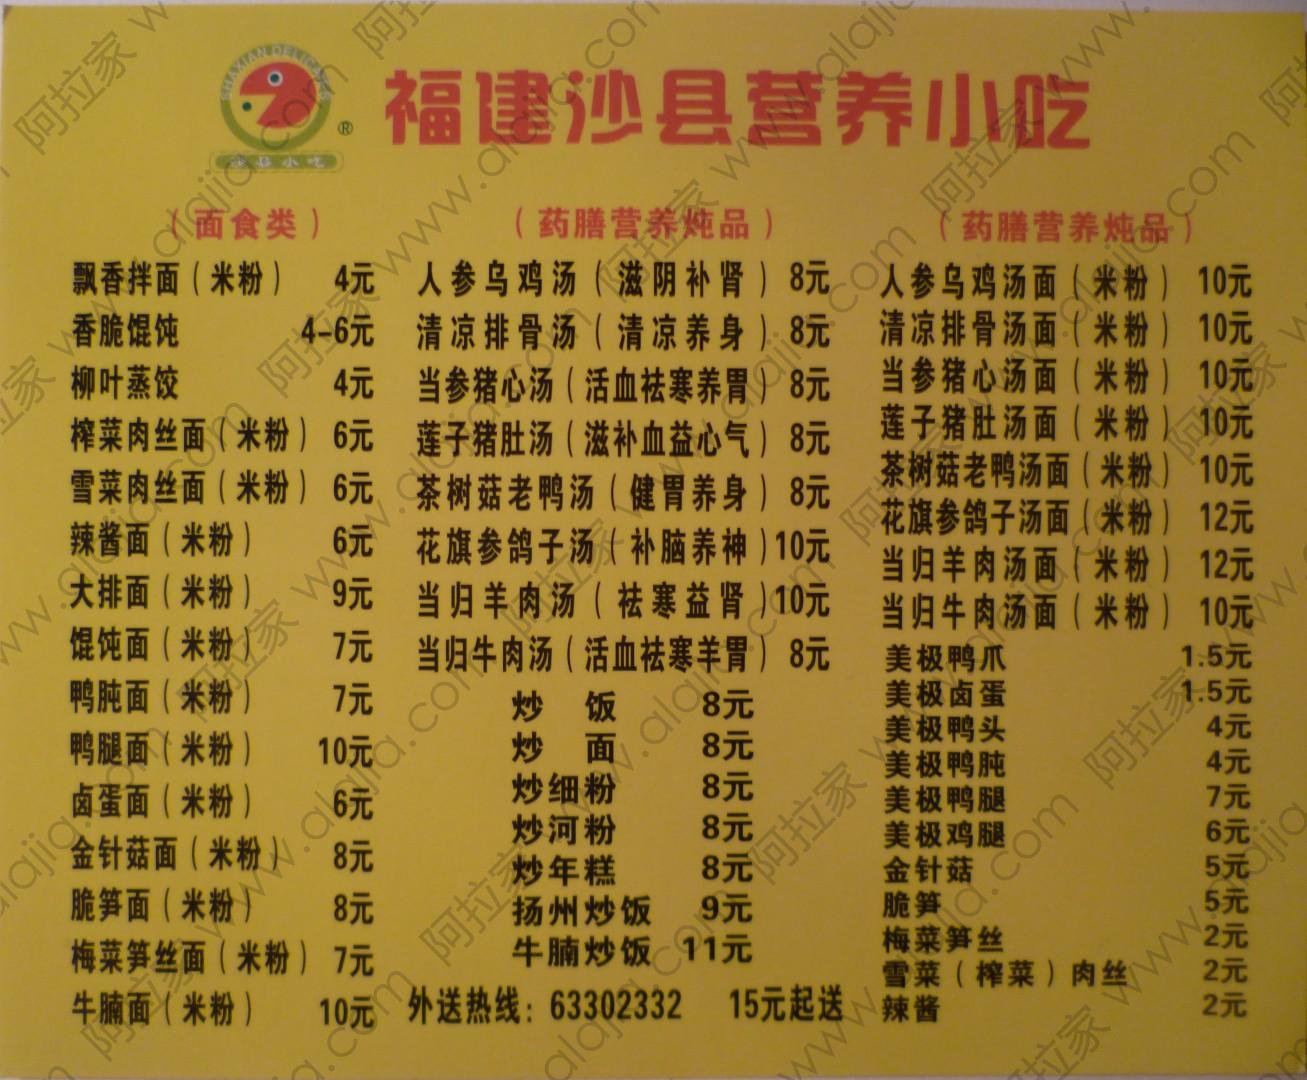 SHAXIAN DELICACY
®
沙县小吃
福建沙县营养小吃
（面食类）
飘香拌面（米粉） 4元
香脆馄饨 4-6元
柳叶蒸饺 4元
榨菜肉丝面（米粉） 6元
雪菜肉丝面（米粉） 6元
辣酱面（米粉） 6元
大排面（米粉） 9元
馄饨面（米粉） 7元
鸭肫面（米粉） 7元
鸭腿面（米粉） 10元
卤蛋面（米粉） 6元
金针菇面（米粉） 8元
脆笋面（米粉） 8元
梅菜笋丝面（米粉） 7元
牛腩面（米粉） 10元
（药膳营养炖品）
人参乌鸡汤（滋阴补肾） 8元
清凉排骨汤（清凉养身） 8元
当参猪心汤（活血祛寒养胃） 8元
莲子猪肚汤（滋补血益心气） 8元
茶树菇老鸭汤（健胃养身） 8元
花旗参鸽子汤（补脑养神）10元
当归羊肉汤（祛寒益肾）10元
当归牛肉汤（活血祛寒羊胃） 8元
炒饭 8元
炒面 8元
炒细粉 8元
炒河粉 8元
炒年糕 8元
扬州炒饭 9元
牛腩炒饭 11元
外送热线：63302332 15元起送
（药膳营养炖品）
人参乌鸡汤面（米粉） 10元
清凉排骨汤面（米粉） 10元
当参猪心汤面（米粉） 10元
莲子猪肚汤面（米粉） 10元
茶树菇老鸭汤面（米粉） 10元
花旗参鸽子汤面（米粉） 12元
当归羊肉汤面（米粉） 12元
当归牛肉汤面（米粉） 10元
美极鸭爪 1.5元
美极卤蛋 1.5元
美极鸭头 4元
美极鸭肫 4元
美极鸭腿 7元
美极鸡腿 6元
金针菇 5元
脆笋 5元
梅菜笋丝 2元
雪菜（榨菜）肉丝 2元
辣酱 2元
阿拉家 www.alajia.com